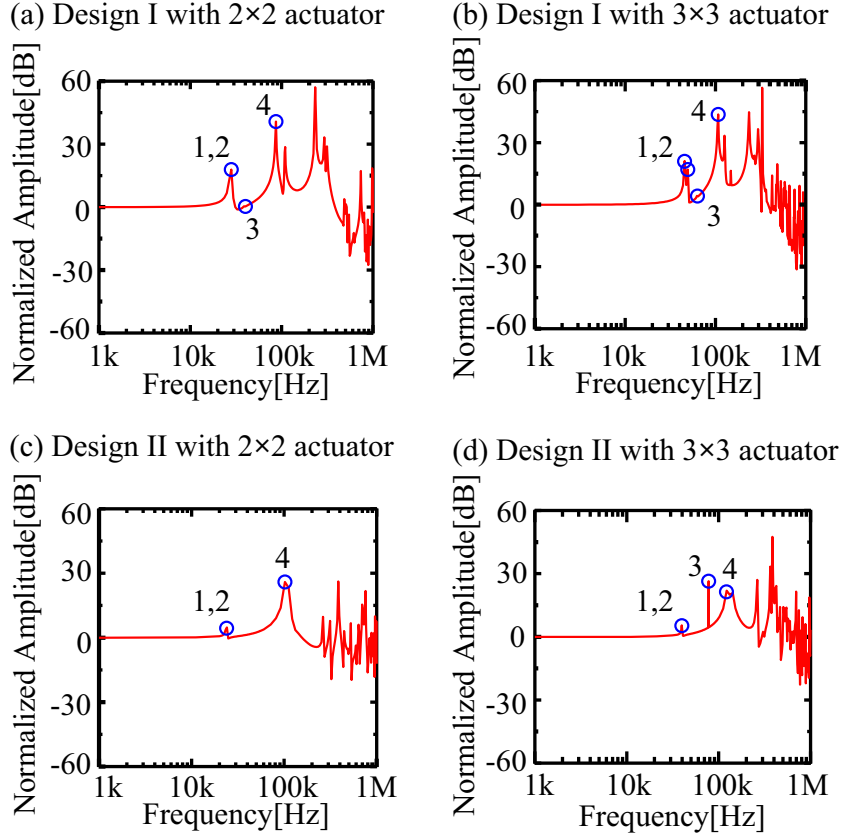 (a) Design I with 2×2 actuator
Normalized Amplitude[dB]
60
30
0
-30
-60
1,2
3
4
1k 10k 100k 1M
Frequency[Hz]
(b) Design I with 3×3 actuator
Normalized Amplitude[dB]
60
30
0
-30
-60
1,2
3
4
1k 10k 100k 1M
Frequency[Hz]
(c) Design II with 2×2 actuator
Normalized Amplitude[dB]
60
30
0
-30
-60
1,2
4
1k 10k 100k 1M
Frequency[Hz]
(d) Design II with 3×3 actuator
Normalized Amplitude[dB]
60
30
0
-30
-60
1,2
3
4
1k 10k 100k 1M
Frequency[Hz]